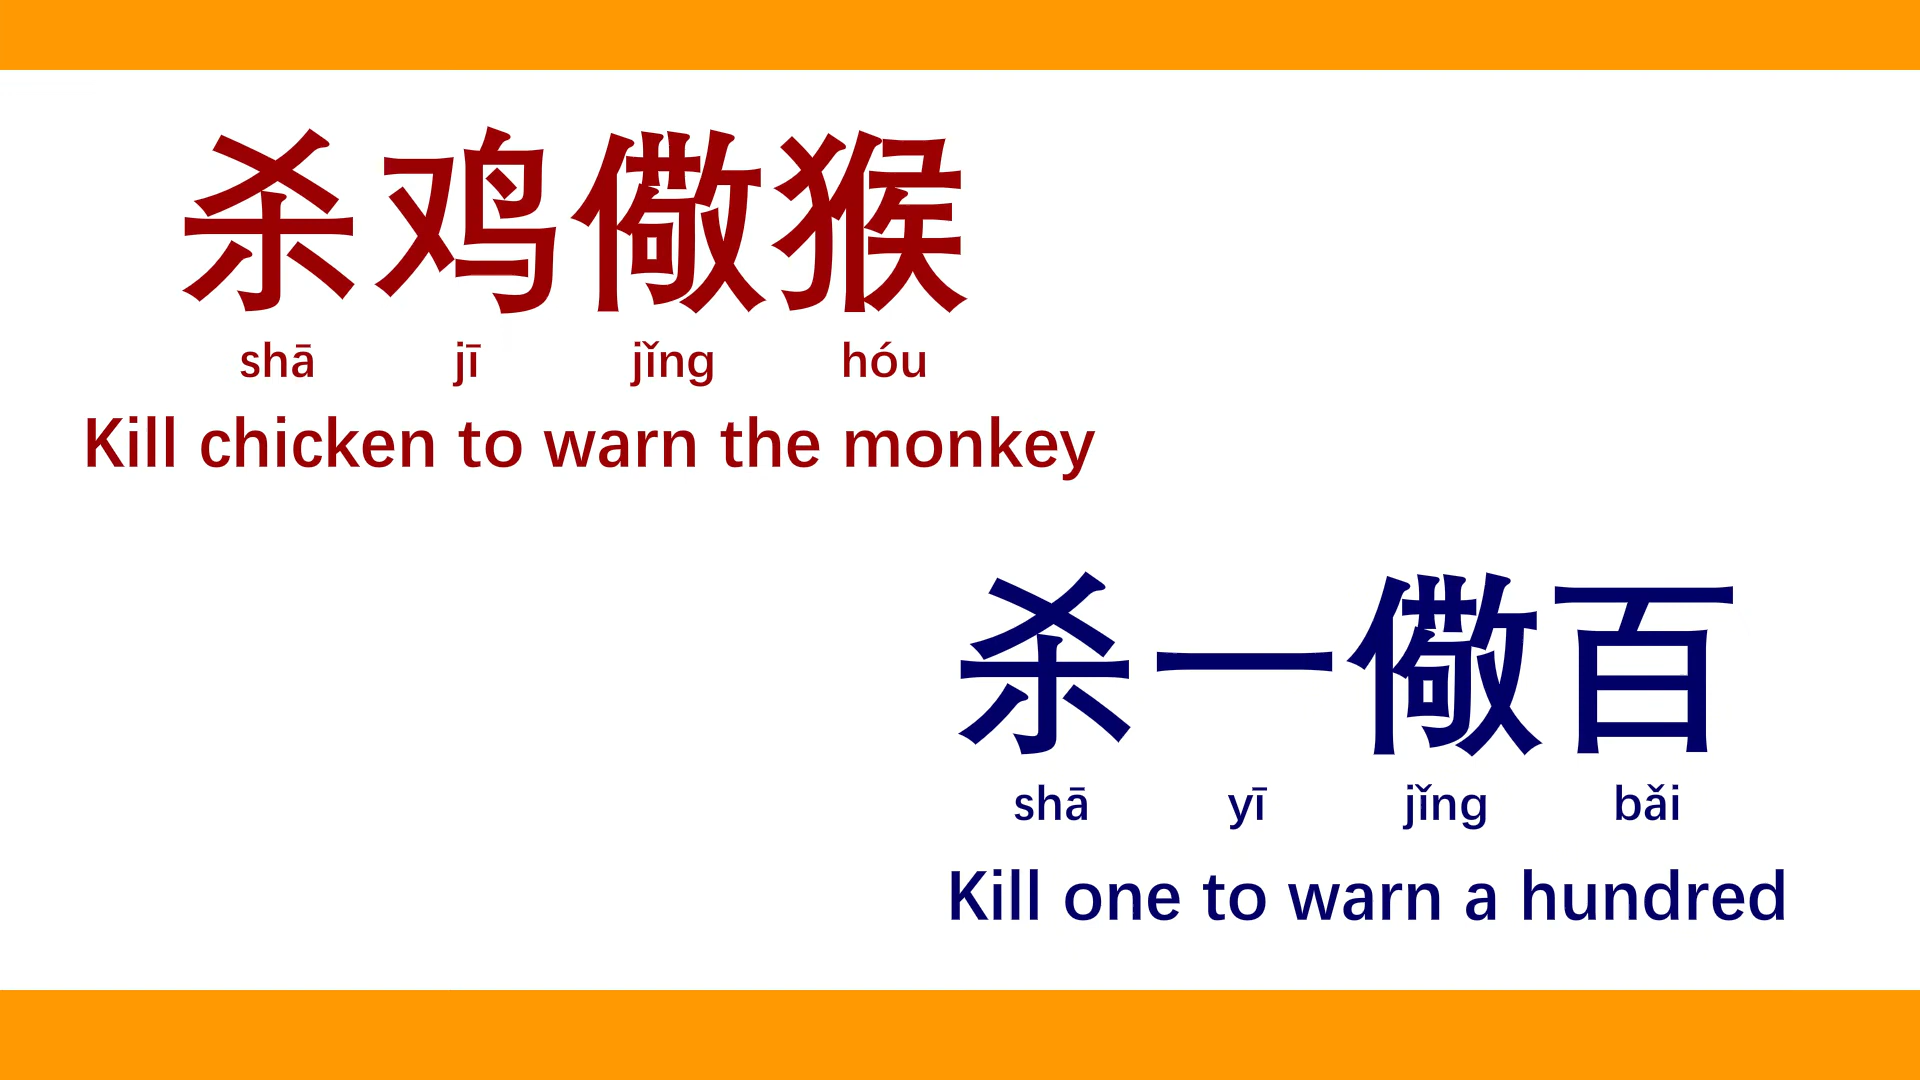 杀鸡儆猴
shā jī jǐng hóu
Kill chicken to warn the monkey
杀一儆百
shā yī jǐng bǎi
Kill one to warn a hundred